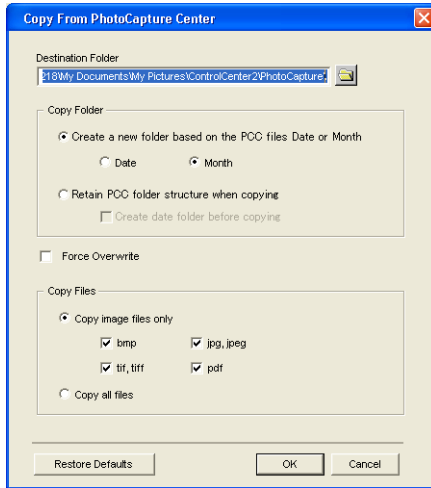 Copy From PhotoCapture Center
Destination Folder
218\My Documents\My Pictures\ControlCenter2\PhotoCapture\
Copy Folder
Create a new folder based on the PCC files Date or Month
Date Month
Retain PCC folder structure when copying
Create date folder before copying
Force Overwrite
Copy Files
Copy image files only
bmp jpg, jpeg
tif, tiff pdf
Copy all files
Restore Defaults OK Cancel